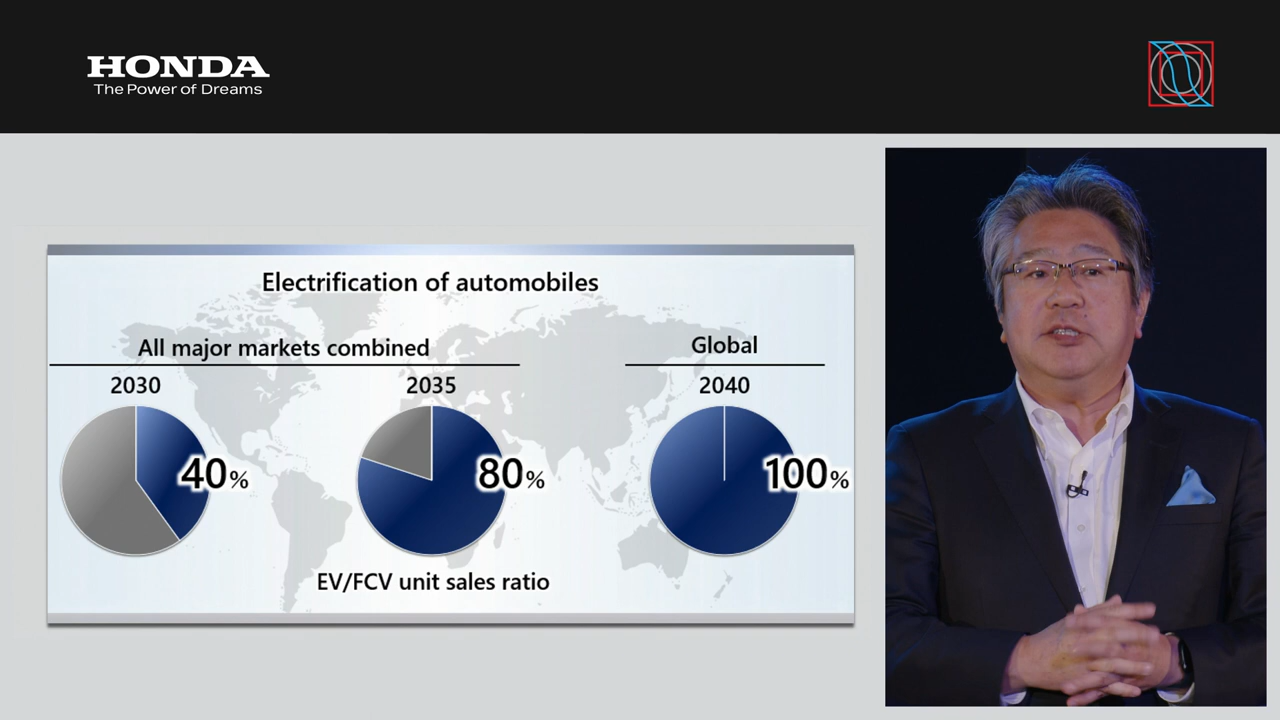 HONDA
The Power of Dreams
Electrification of automobiles
All major markets combined
Global
2030
2035
2040
40%
80%
100%
EV/FCV unit sales ratio